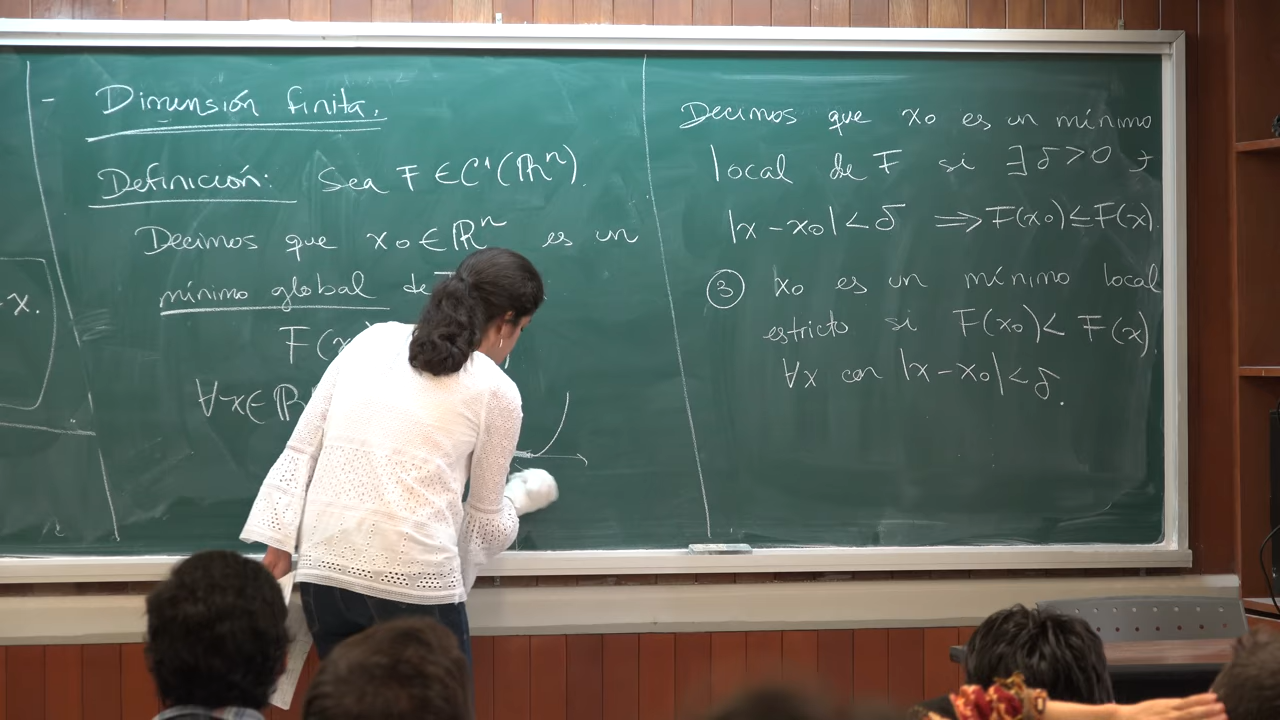 x.
- Dimensión finita.
Definición: Sea F ∈ C¹(ℝⁿ).
Decimos que x₀ ∈ ℝⁿ es un
mínimo global de
F(x
∀x∈ℝ
Decimos que x₀ es un mínimo
local de F si ∃ δ > 0 +
|x - x₀| < δ ⇒ F(x₀) ≤ F(x).
③ x₀ es un mínimo local
estricto si F(x₀) < F(x)
∀x con |x - x₀| < δ.